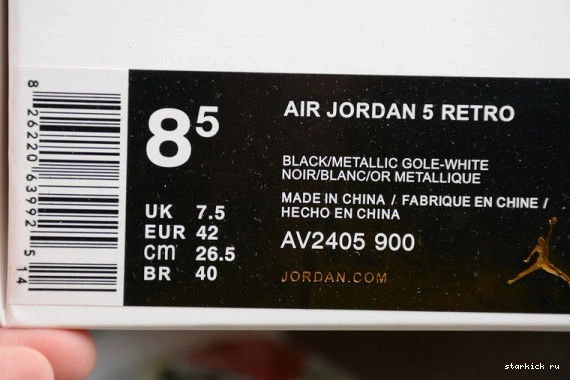 8 26220 63992 5 14
8 5
AIR JORDAN 5 RETRO
BLACK/METALLIC GOLE-WHITE
NOIR/BLANC/OR METALLIQUE
MADE IN CHINA / FABRIQUE EN CHINE /
HECHO EN CHINA
UK 7.5
EUR 42
cm 26.5
BR 40
AV2405 900
JORDAN.COM
starkick ru